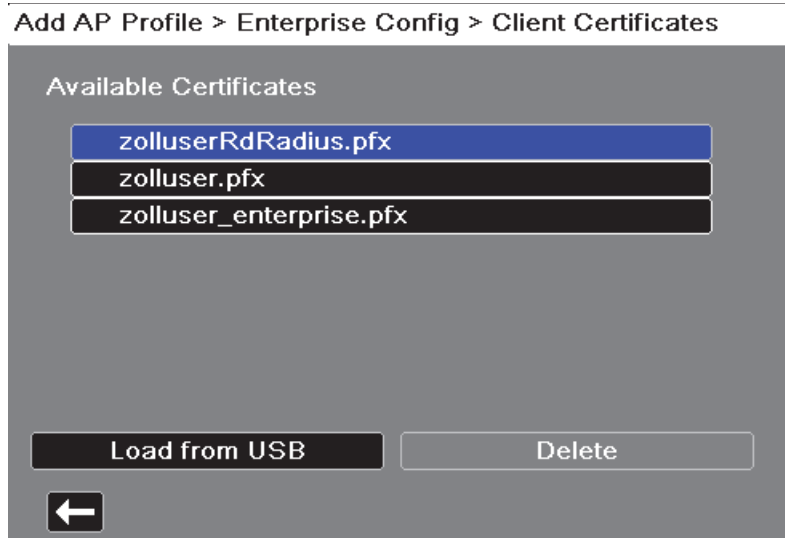 Add AP Profile > Enterprise Config > Client Certificates
Available Certificates
zolluserRdRadius.pfx
zolluser.pfx
zolluser_enterprise.pfx
Load from USB
Delete